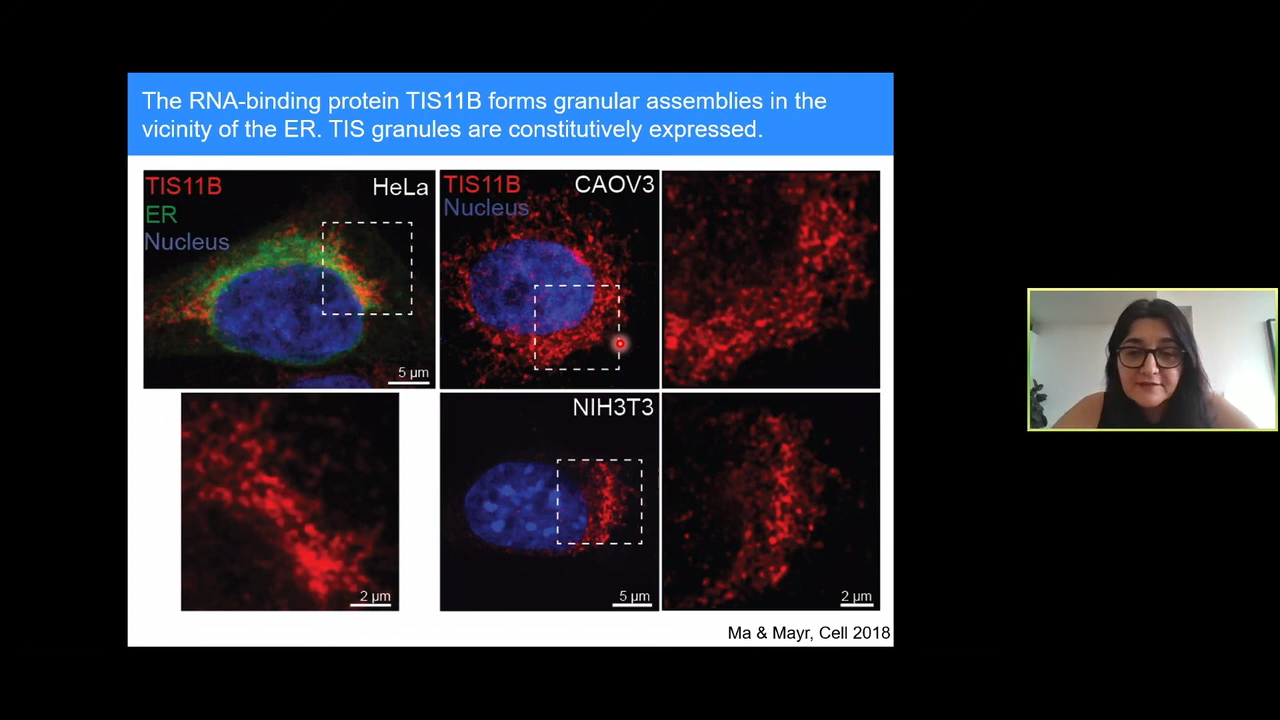 The RNA-binding protein TIS11B forms granular assemblies in the
vicinity of the ER. TIS granules are constitutively expressed.
TIS11B
HeLa
ER
Nucleus
5 µm
TIS11B
CAOV3
Nucleus
2 µm
NIH3T3
5 µm
2 µm
Ma & Mayr, Cell 2018